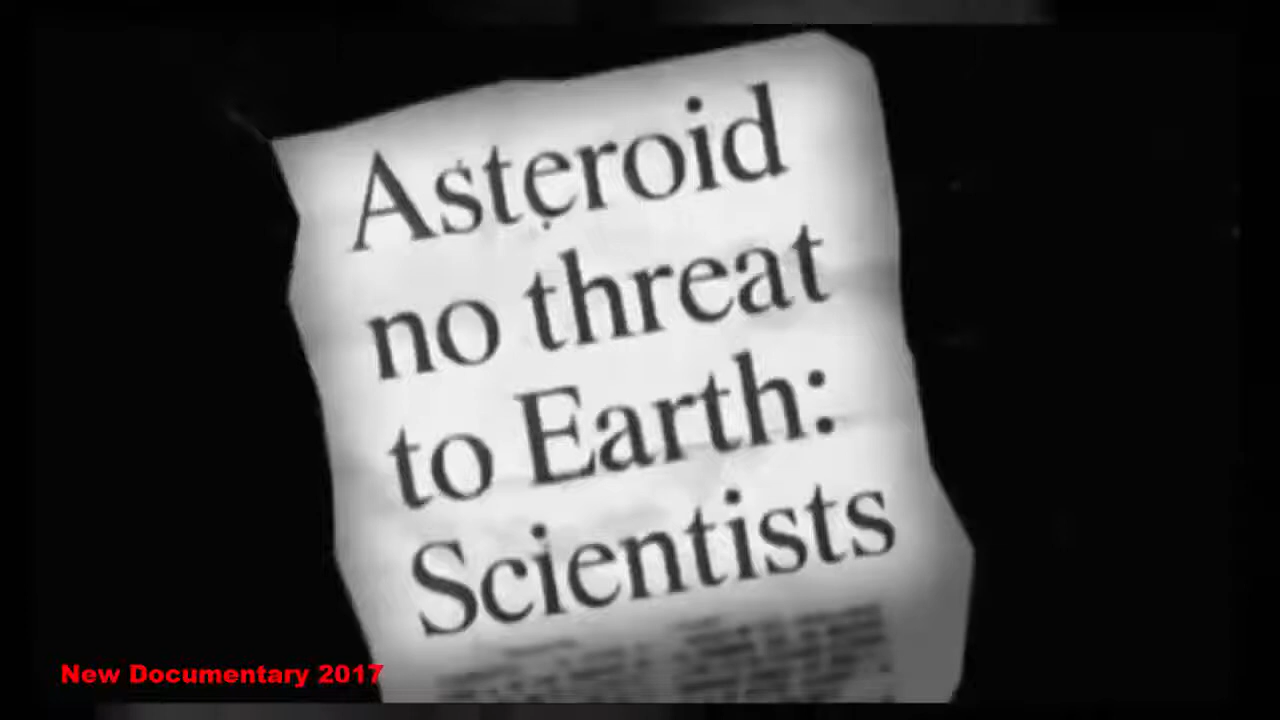 Asteroid
no threat
to Earth:
Scientists
New Documentary 2017